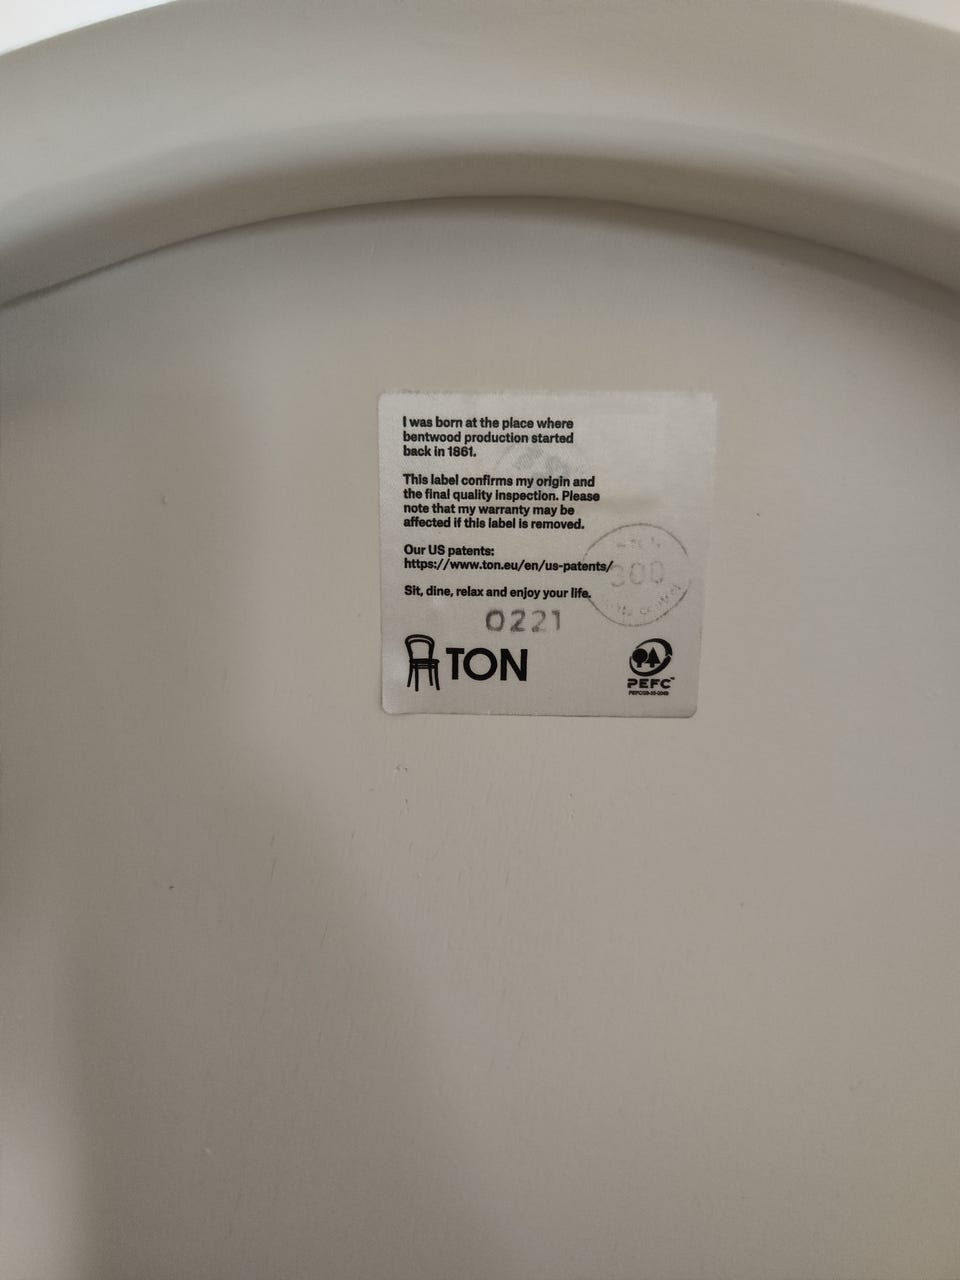 I was born at the place where
bentwood production started
back in 1861.
This label confirms my origin and
the final quality inspection. Please
note that my warranty may be
affected if this label is removed.
Our US patents:
https://www.ton.eu/en/us-patents/
Sit, dine, relax and enjoy your life.
300
0221
TON
PEFC™